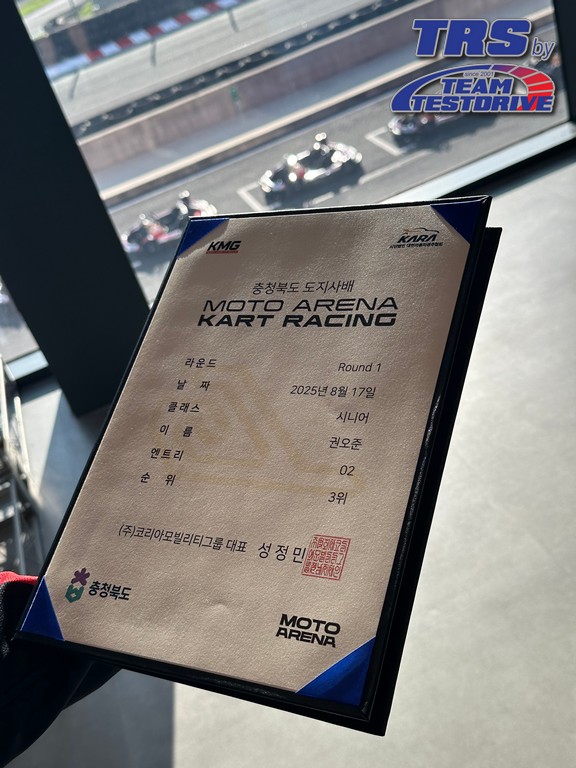 TRS by
since 2001
TEAM
TESTDRIVE
KMG
KARA
충청북도 도지사배
MOTO ARENA
KART RACING
라운드 Round 1
날 짜 2025년 8월 17일
클래스 시니어
이 름 권오준
엔트리 02
순 위 3위
(주)코리아모빌리티그룹 대표 성정민
충청북도
MOTO
ARENA